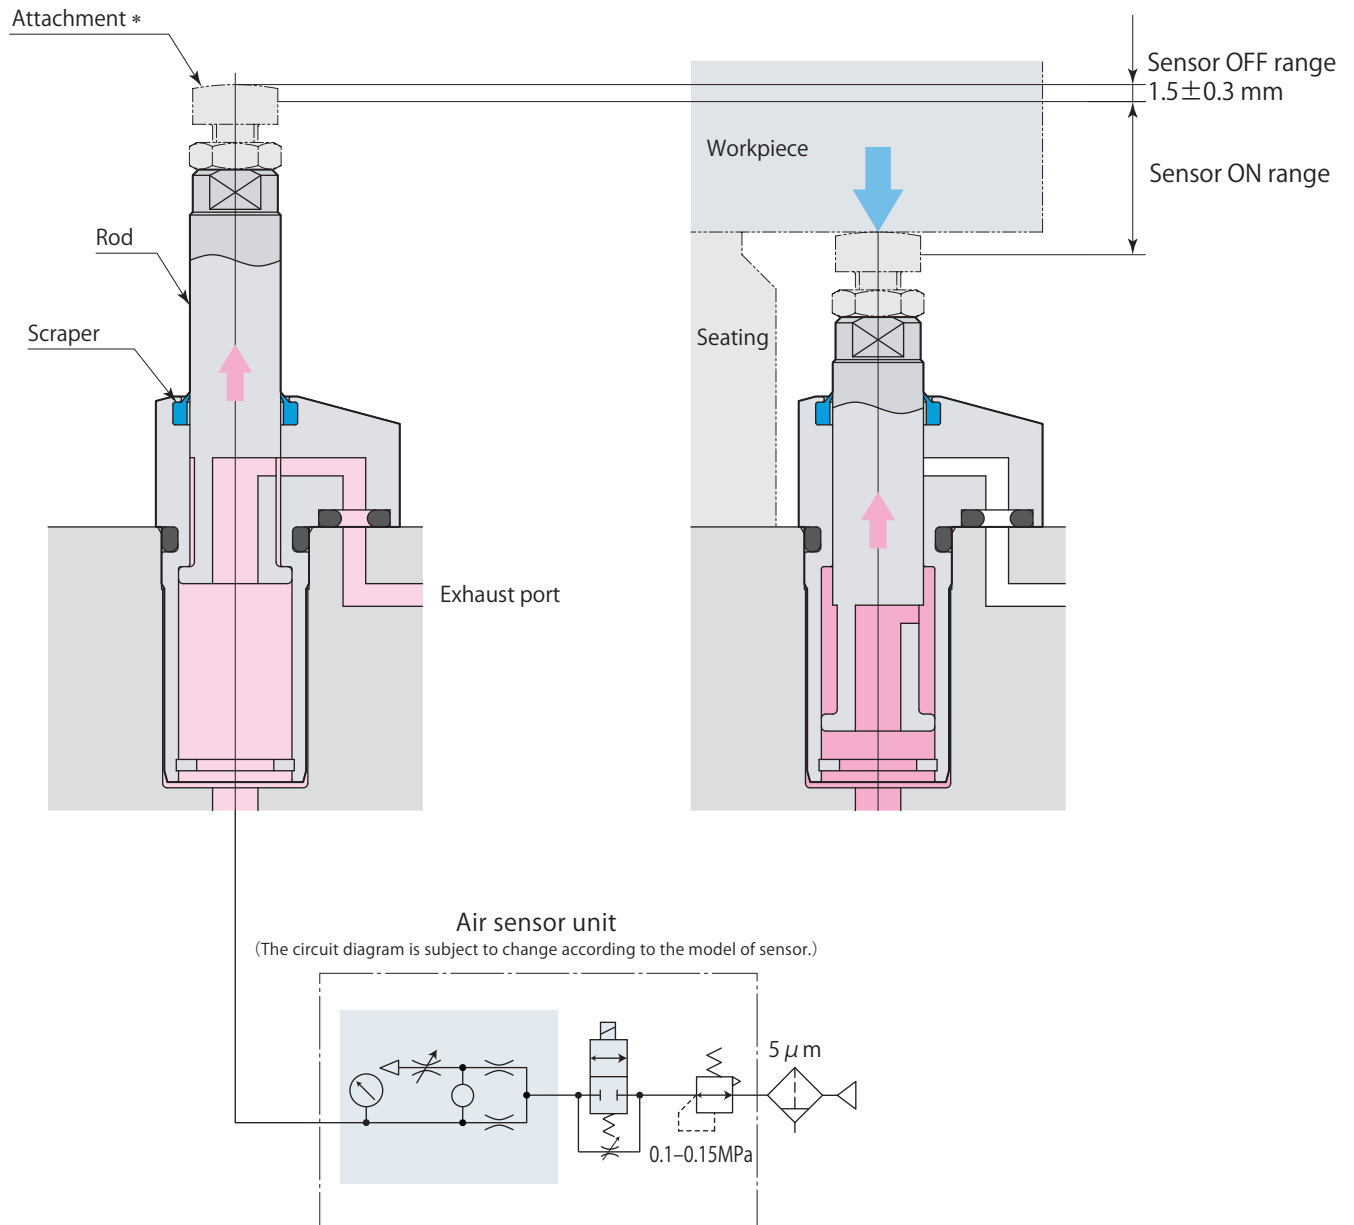 Attachment *
Sensor OFF range
1.5±0.3 mm
Workpiece
Sensor ON range
Rod
Scraper
Seating
Exhaust port
Air sensor unit
(The circuit diagram is subject to change according to the model of sensor.)
5 μm
0.1–0.15MPa